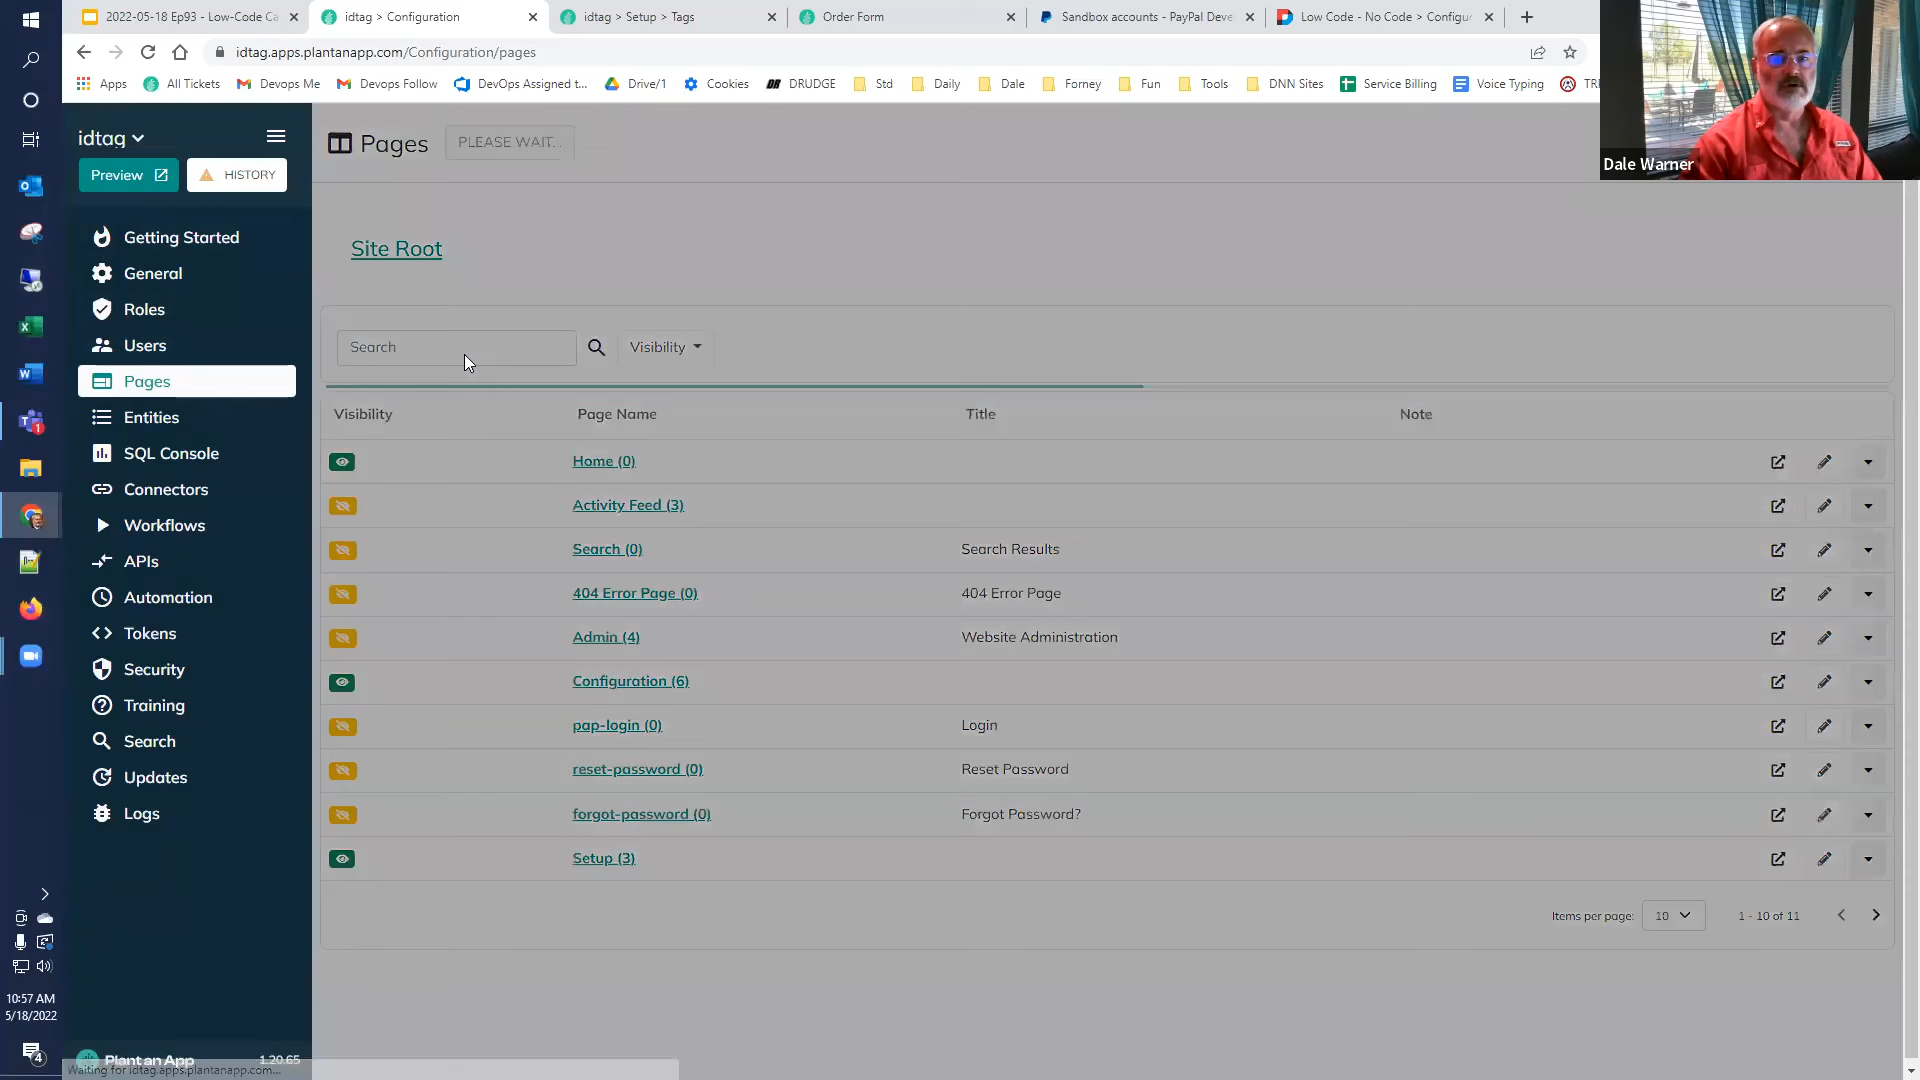 2022-05-18 Ep93 - Low-Code Ca
idtag > Configuration
idtag > Setup > Tags
Order Form
Sandbox accounts - PayPal Deve
Low Code - No Code > Configur
idtag.apps.plantanapp.com/Configuration/pages
Apps
All Tickets
Devops Me
Devops Follow
DevOps Assigned t...
Drive/1
Cookies
DRUDGE
Std
Daily
Dale
Forney
Fun
Tools
DNN Sites
Service Billing
Voice Typing
Dale Warner
idtag
Preview
HISTORY
Getting Started
General
Roles
Users
Pages
Entities
SQL Console
Connectors
Workflows
APIs
Automation
Tokens
Security
Training
Search
Updates
Logs
Plant an App
1.20.65
Waiting for idtag.apps.plantanapp.com...
Pages
PLEASE WAIT...
Site Root
Search
Visibility
Visibility Page Name Title Note
Home (0)
Activity Feed (3)
Search (0) Search Results
404 Error Page (0) 404 Error Page
Admin (4) Website Administration
Configuration (6)
pap-login (0) Login
reset-password (0) Reset Password
forgot-password (0) Forgot Password?
Setup (3)
Items per page: 10 1 - 10 of 11
10:57 AM
5/18/2022
4